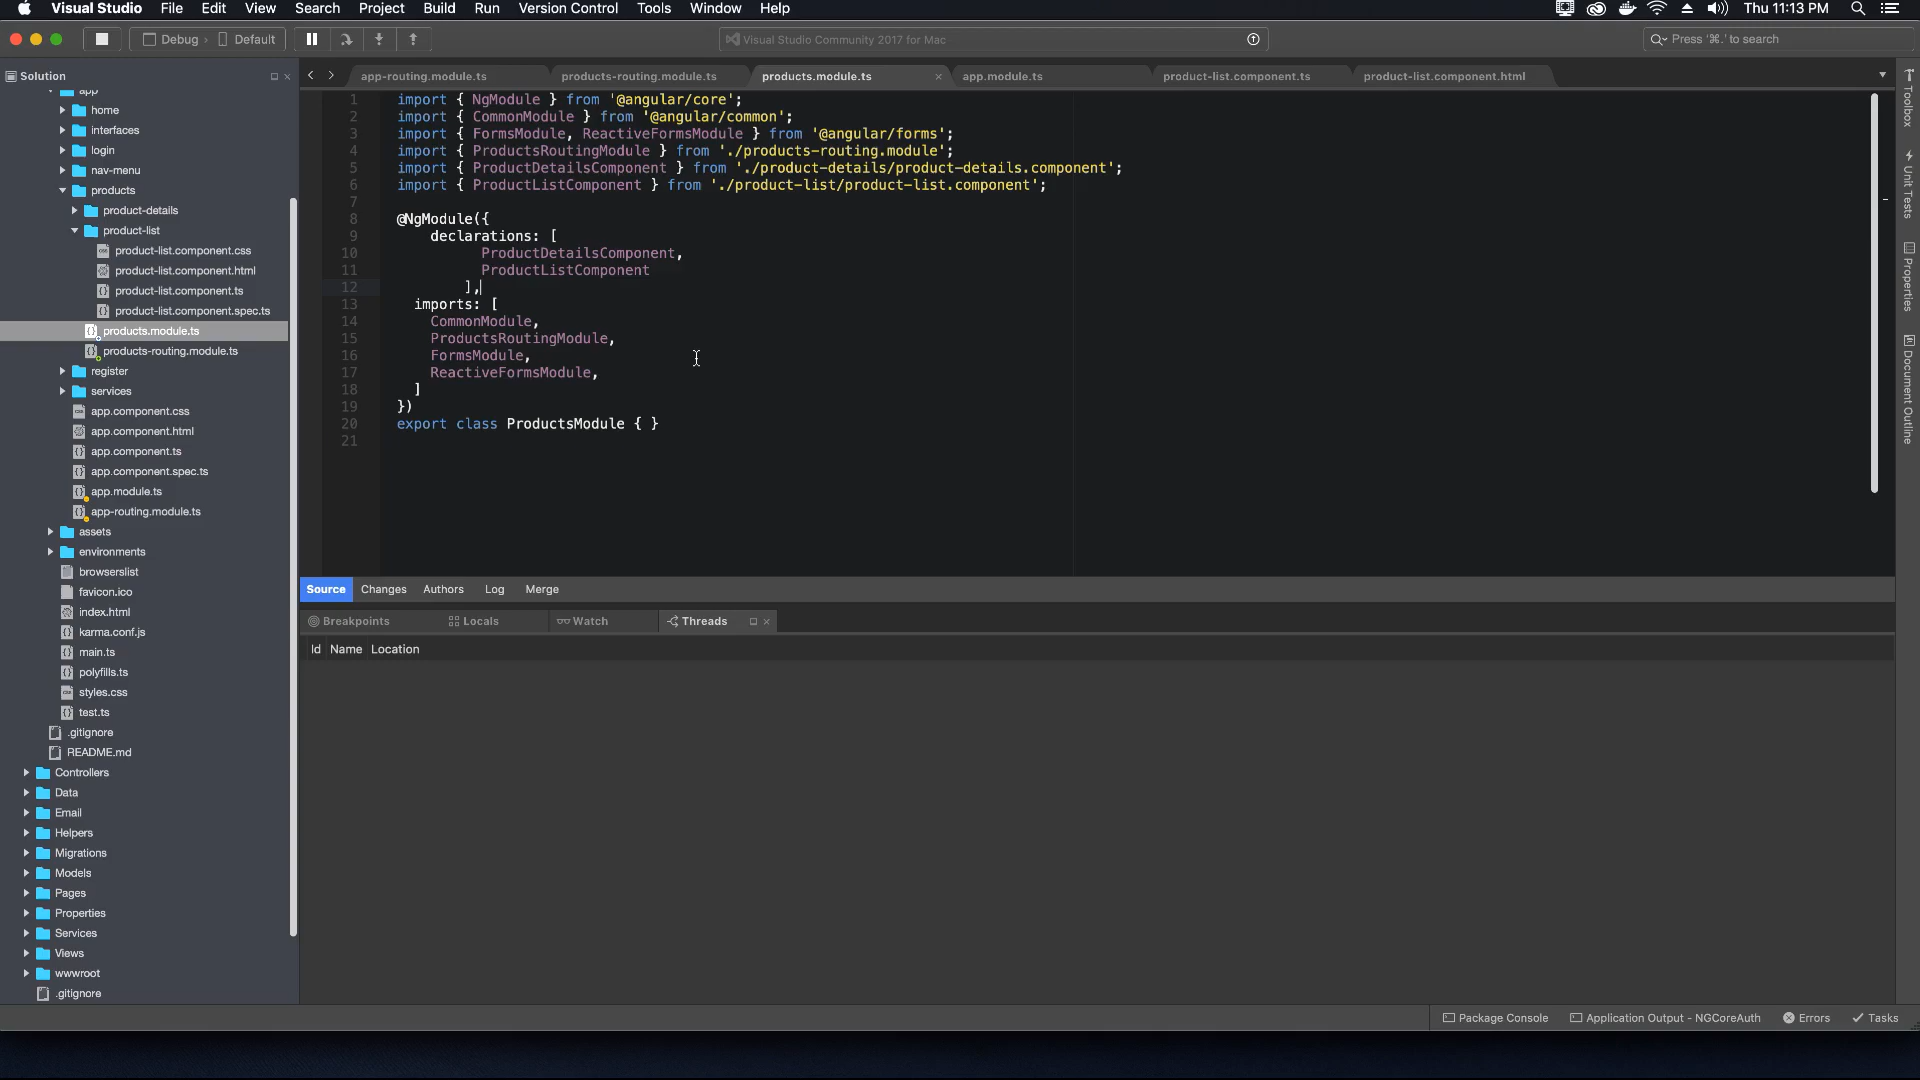 Visual Studio File Edit View Search Project Build Run Version Control Tools Window Help Thu 11:13 PM
Debug Default Visual Studio Community 2017 for Mac Press '⌘.' to search
Solution
app-routing.module.ts products-routing.module.ts products.module.ts app.module.ts product-list.component.ts product-list.component.html
app
home
interfaces
login
nav-menu
products
product-details
product-list
product-list.component.css
product-list.component.html
product-list.component.ts
product-list.component.spec.ts
products.module.ts
products-routing.module.ts
register
services
app.component.css
app.component.html
app.component.ts
app.component.spec.ts
app.module.ts
app-routing.module.ts
assets
environments
browserslist
favicon.ico
index.html
karma.conf.js
main.ts
polyfills.ts
styles.css
test.ts
.gitignore
README.md
Controllers
Data
Email
Helpers
Migrations
Models
Pages
Properties
Services
Views
wwwroot
.gitignore
1 import { NgModule } from '@angular/core';
2 import { CommonModule } from '@angular/common';
3 import { FormsModule, ReactiveFormsModule } from '@angular/forms';
4 import { ProductsRoutingModule } from './products-routing.module';
5 import { ProductDetailsComponent } from './product-details/product-details.component';
6 import { ProductListComponent } from './product-list/product-list.component';
7
8 @NgModule({
9 declarations: [
10 ProductDetailsComponent,
11 ProductListComponent
12 ],
13 imports: [
14 CommonModule,
15 ProductsRoutingModule,
16 FormsModule,
17 ReactiveFormsModule,
18 ]
19 })
20 export class ProductsModule { }
21
Source Changes Authors Log Merge
Breakpoints Locals Watch Threads
Id Name Location
Toolbox
Unit Tests
Properties
Document Outline
Package Console Application Output - NGCoreAuth Errors Tasks